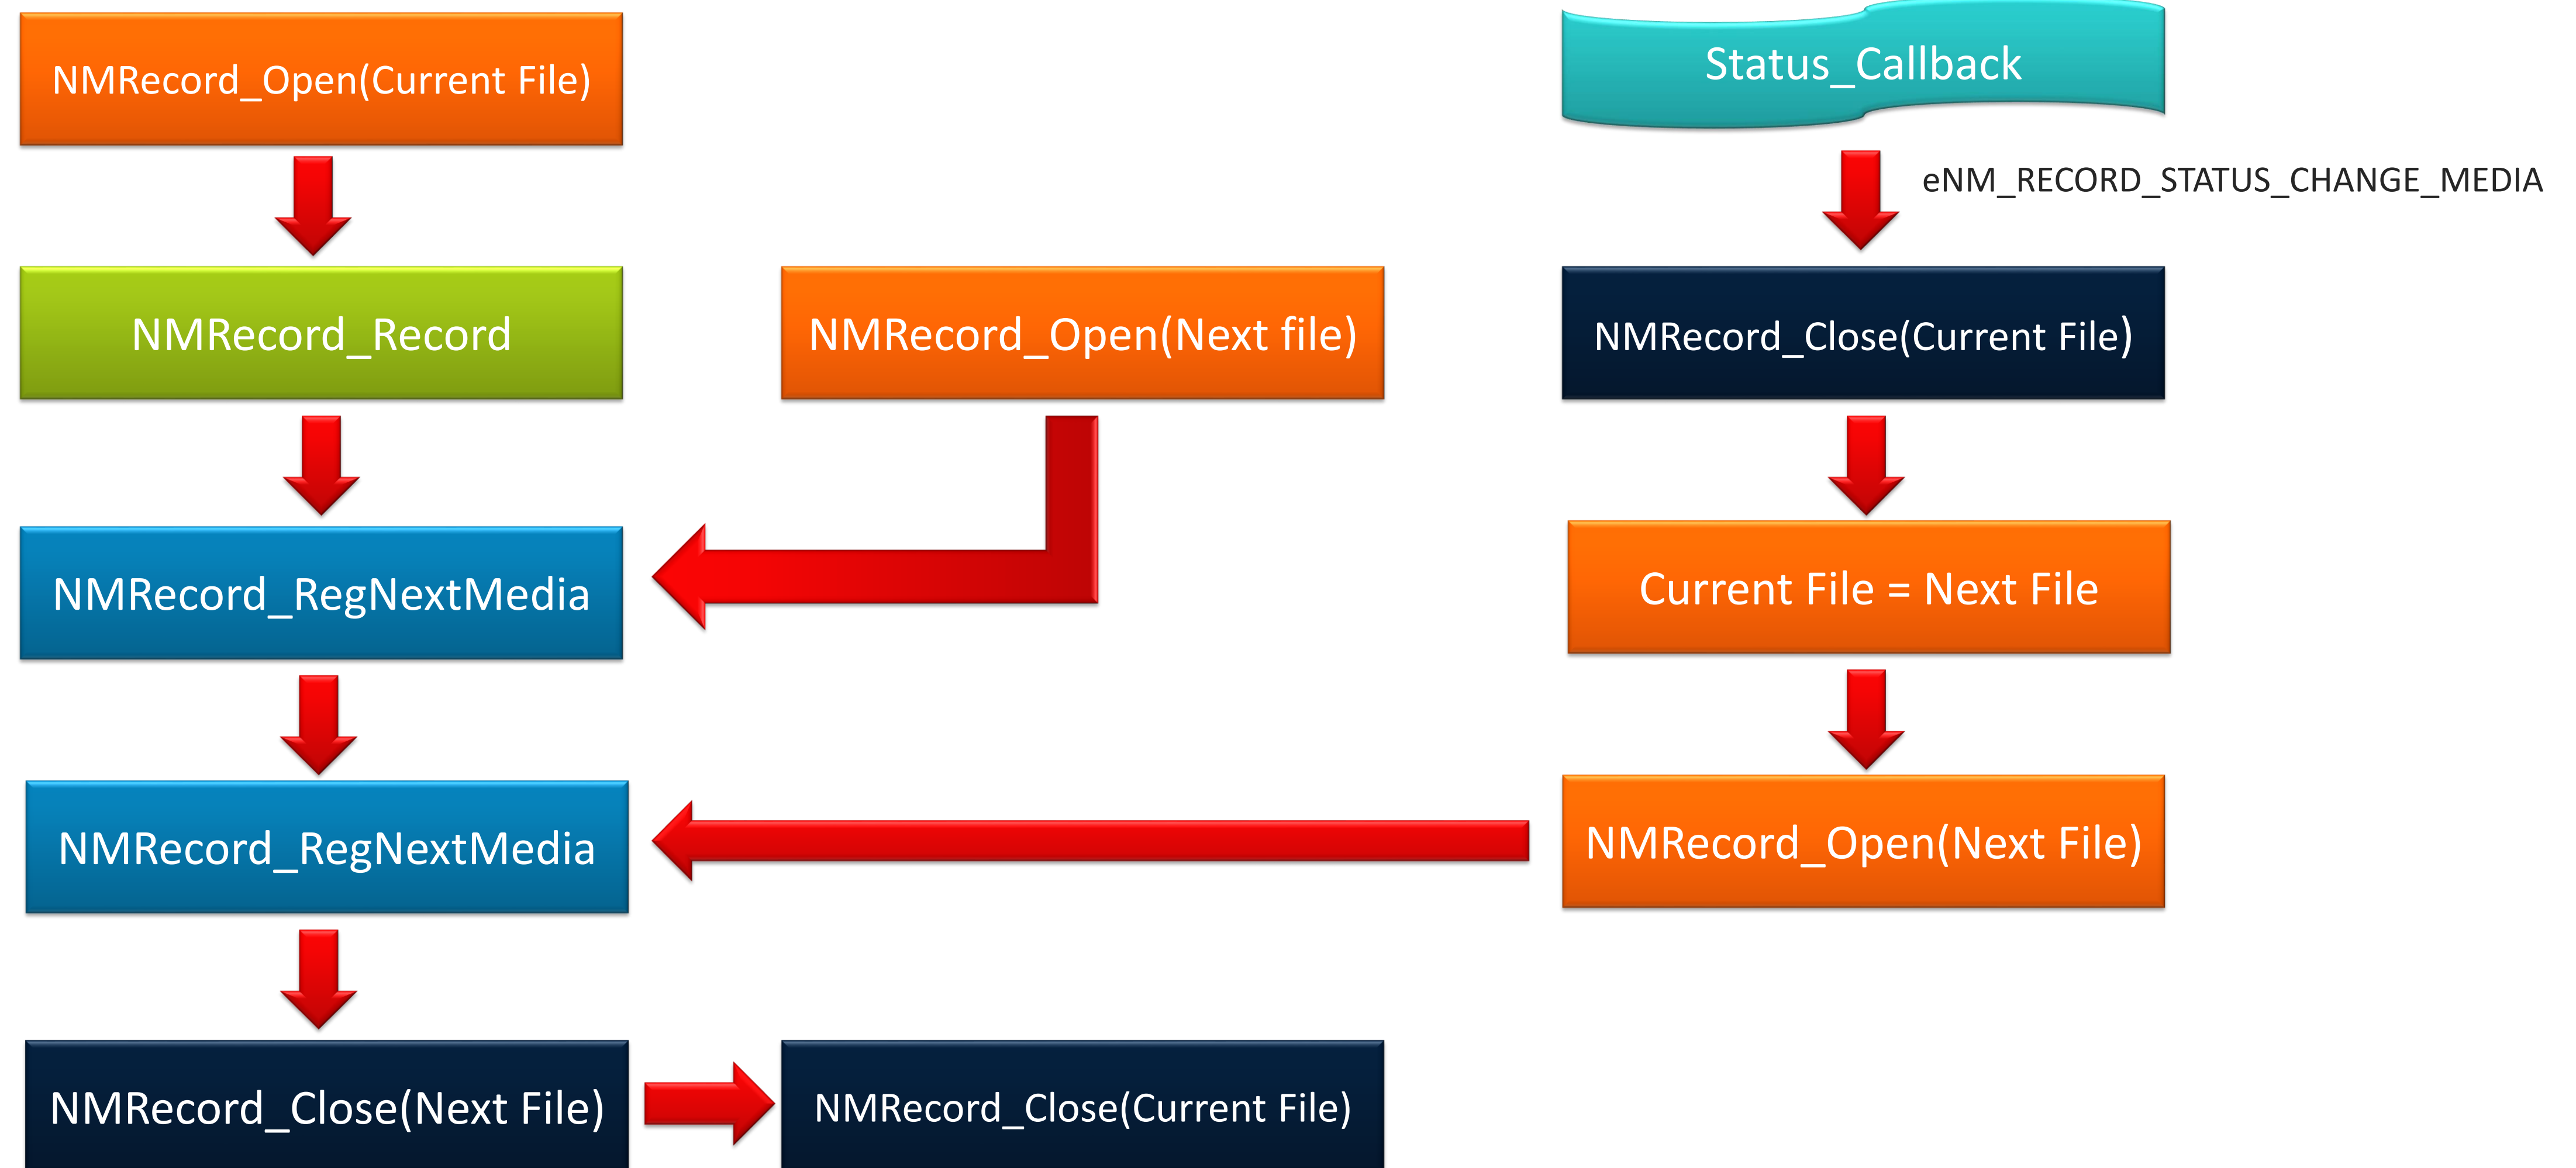 NMRecord_Open(Current File)
Status_Callback
eNM_RECORD_STATUS_CHANGE_MEDIA
NMRecord_Record
NMRecord_Open(Next file)
NMRecord_Close(Current File)
NMRecord_RegNextMedia
Current File = Next File
NMRecord_RegNextMedia
NMRecord_Open(Next File)
NMRecord_Close(Next File)
NMRecord_Close(Current File)